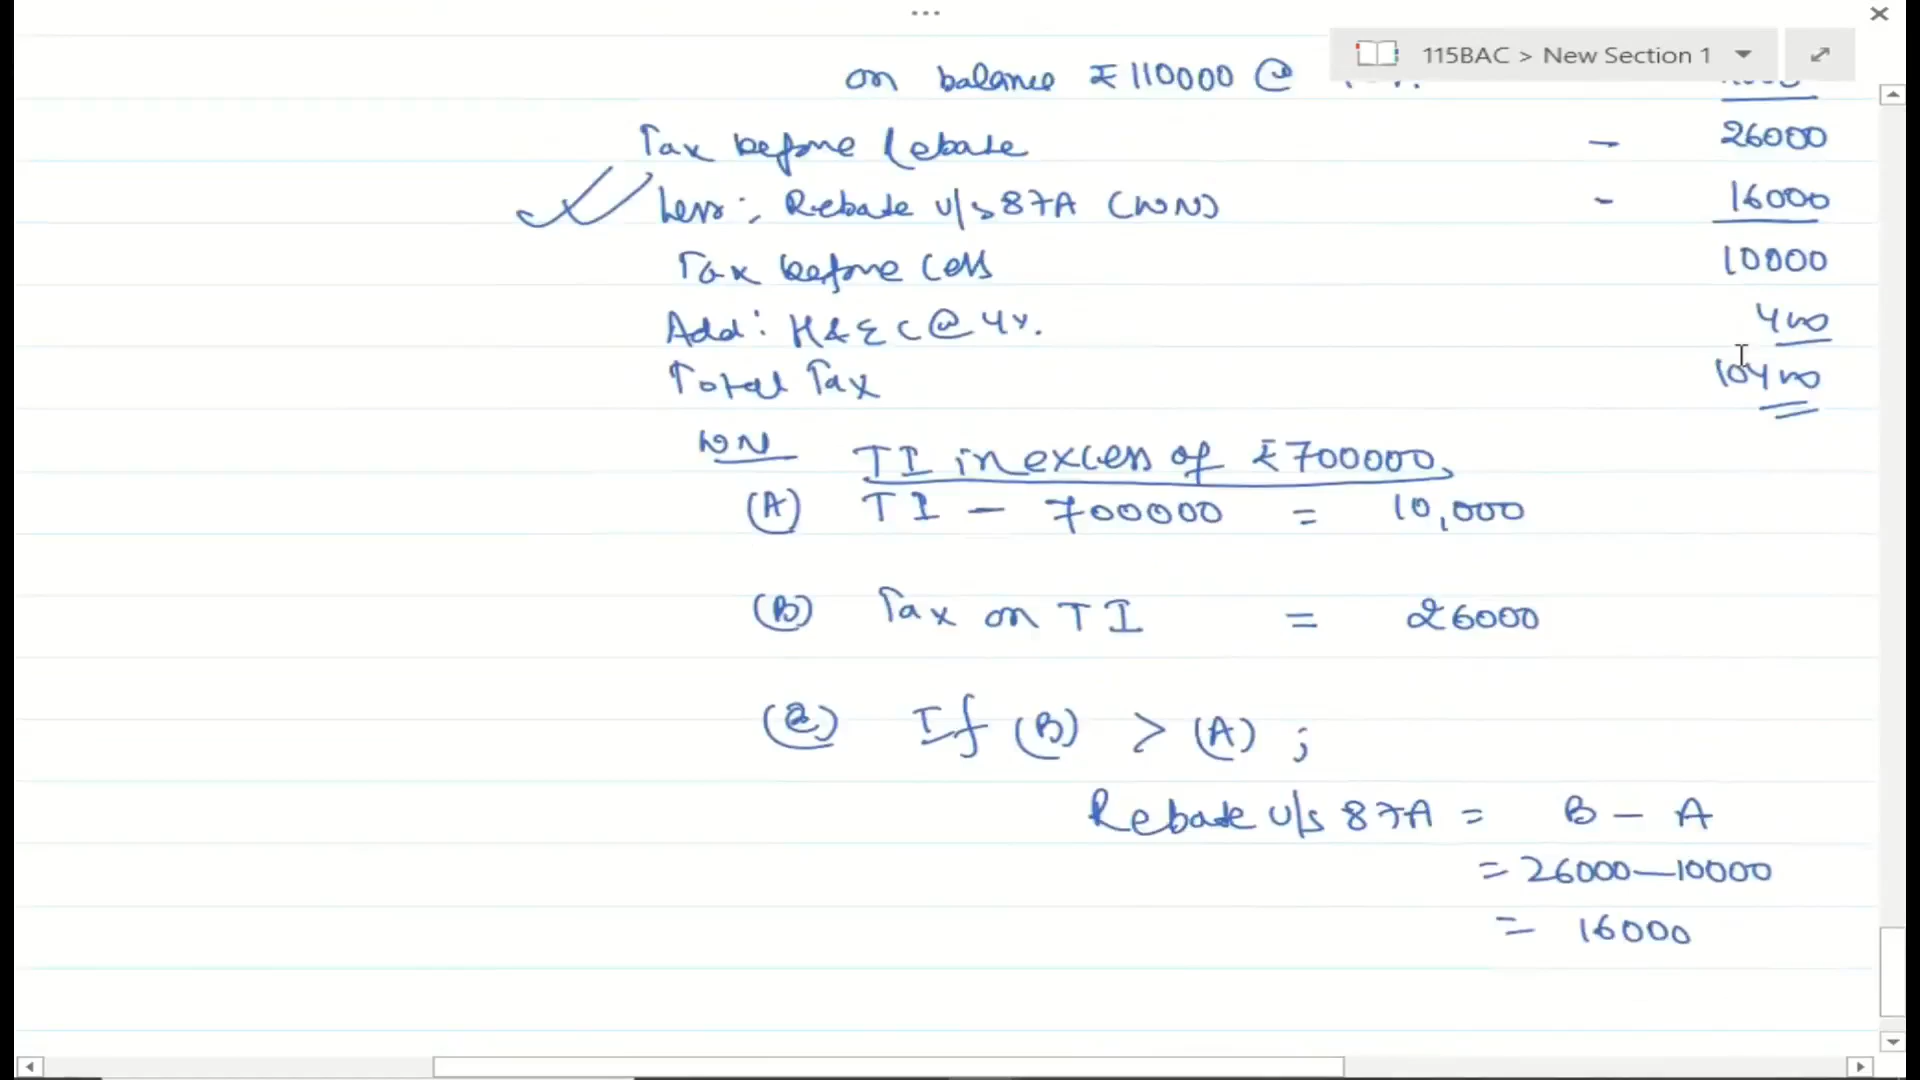 115BAC > New Section 1
on balance ₹110000 @
Tax before Rebate - 26000
Less: Rebate u/s 87A (WN) - 16000
Tax before Cess 10000
Add: H&EC@4%. 400
Total Tax 10400
WN TI in excess of ₹700000,
(A) TI - 700000 = 10,000
(B) Tax on TI = 26000
If (B) > (A) ;
Rebate u/s 87A = B - A
= 26000-10000
= 16000